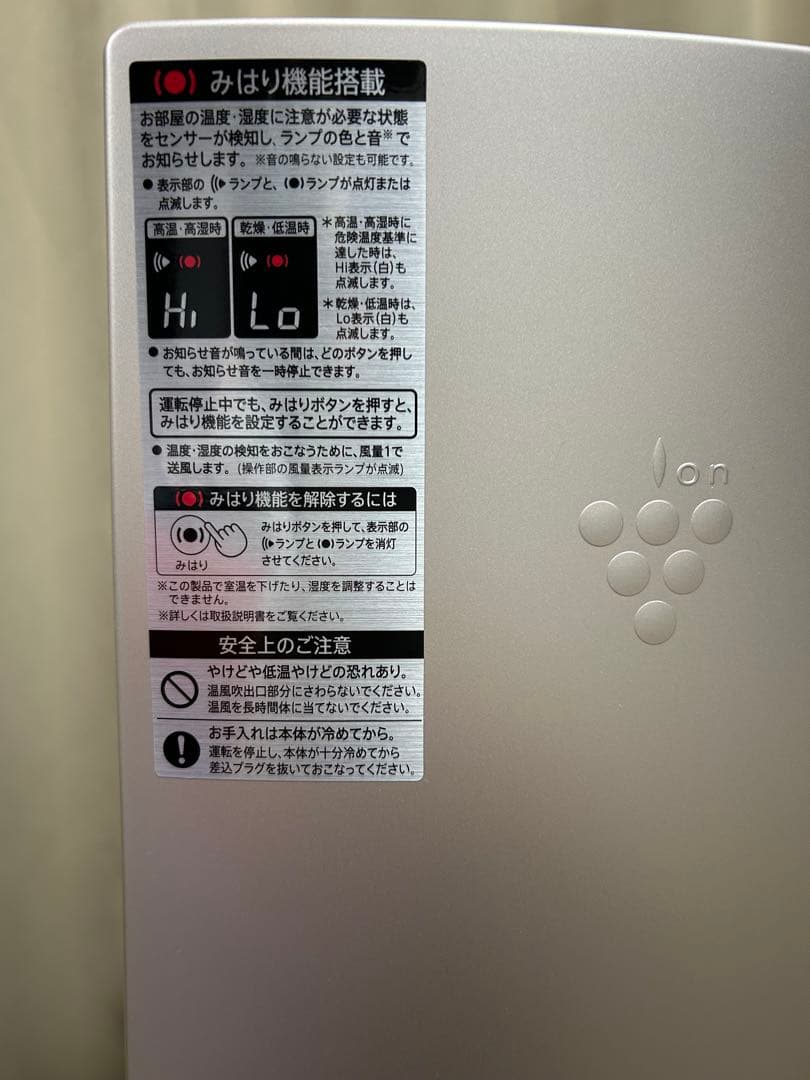 みはり機能搭載
お部屋の温度・湿度に注意が必要な状態
をセンサーが検知し、ランプの色と音※で
お知らせします。※音の鳴らない設定も可能です。
● 表示部の ランプと、ランプが点灯または
点滅します。
高温・高湿時
Hi
乾燥・低温時
Lo
＊高温・高湿時に
危険温度基準に
達した時は、
Hi表示(白)も
点滅します。
＊乾燥・低温時は、
Lo表示(白)も
点滅します。
● お知らせ音が鳴っている間は、どのボタンを押し
ても、お知らせ音を一時停止できます。
運転停止中でも、みはりボタンを押すと、
みはり機能を設定することができます。
● 温度・湿度の検知をおこなうために、風量1で
送風します。(操作部の風量表示ランプが点滅)
みはり機能を解除するには
みはり
みはりボタンを押して、表示部の
ランプと ランプを消灯
させてください。
※この製品で室温を下げたり、湿度を調整することは
できません。
※詳しくは取扱説明書をご覧ください。
安全上のご注意
やけどや低温やけどの恐れあり。
温風吹出口部分にさわらないでください。
温風を長時間体に当てないでください。
お手入れは本体が冷めてから。
運転を停止し、本体が十分冷めてから
差込プラグを抜いておこなってください。
ion